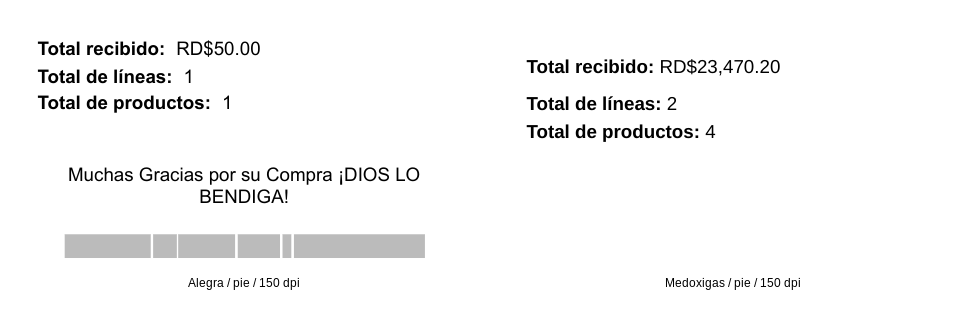 Total recibido: RD$50.00
Total de líneas: 1
Total de productos: 1
Muchas Gracias por su Compra ¡DIOS LO
BENDIGA!
Alegra / pie / 150 dpi
Total recibido: RD$23,470.20
Total de líneas: 2
Total de productos: 4
Medoxigas / pie / 150 dpi